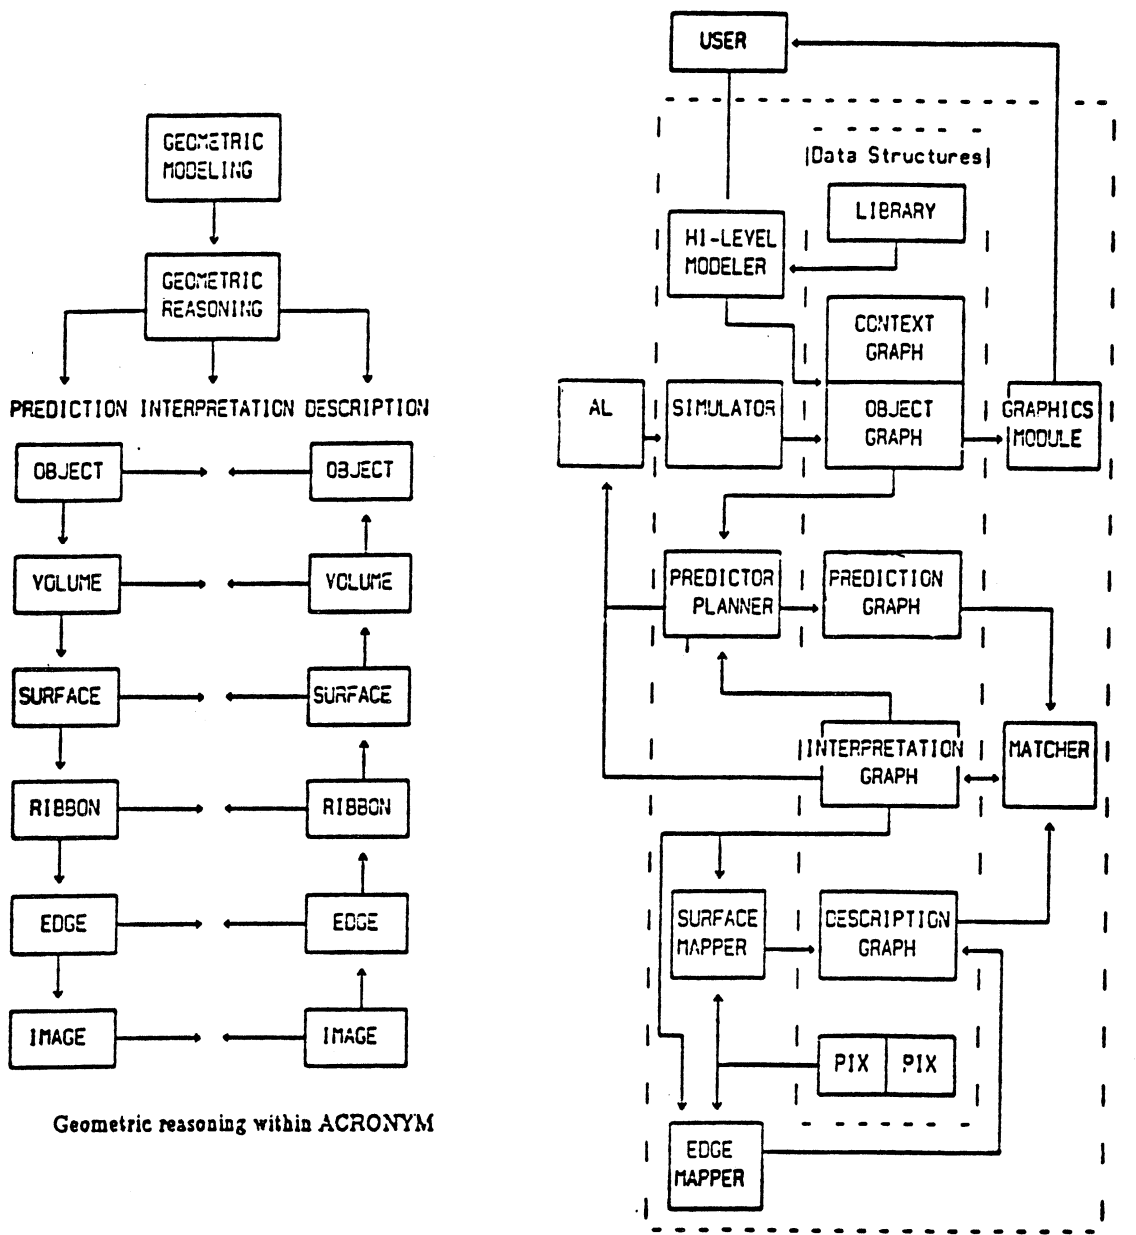 GEOMETRIC
MODELING
GEOMETRIC
REASONING
PREDICTION INTERPRETATION DESCRIPTION
OBJECT
OBJECT
VOLUME
VOLUME
SURFACE
SURFACE
RIBBON
RIBBON
EDGE
EDGE
IMAGE
IMAGE
Geometric reasoning within ACRONYM
USER
Data Structures
LIBRARY
HI-LEVEL
MODELER
CONTEXT
GRAPH
AL
SIMULATOR
OBJECT
GRAPH
GRAPHICS
MODULE
PREDICTOR
PLANNER
PREDICTION
GRAPH
INTERPRETATION
GRAPH
MATCHER
SURFACE
MAPPER
DESCRIPTION
GRAPH
PIX
PIX
EDGE
MAPPER